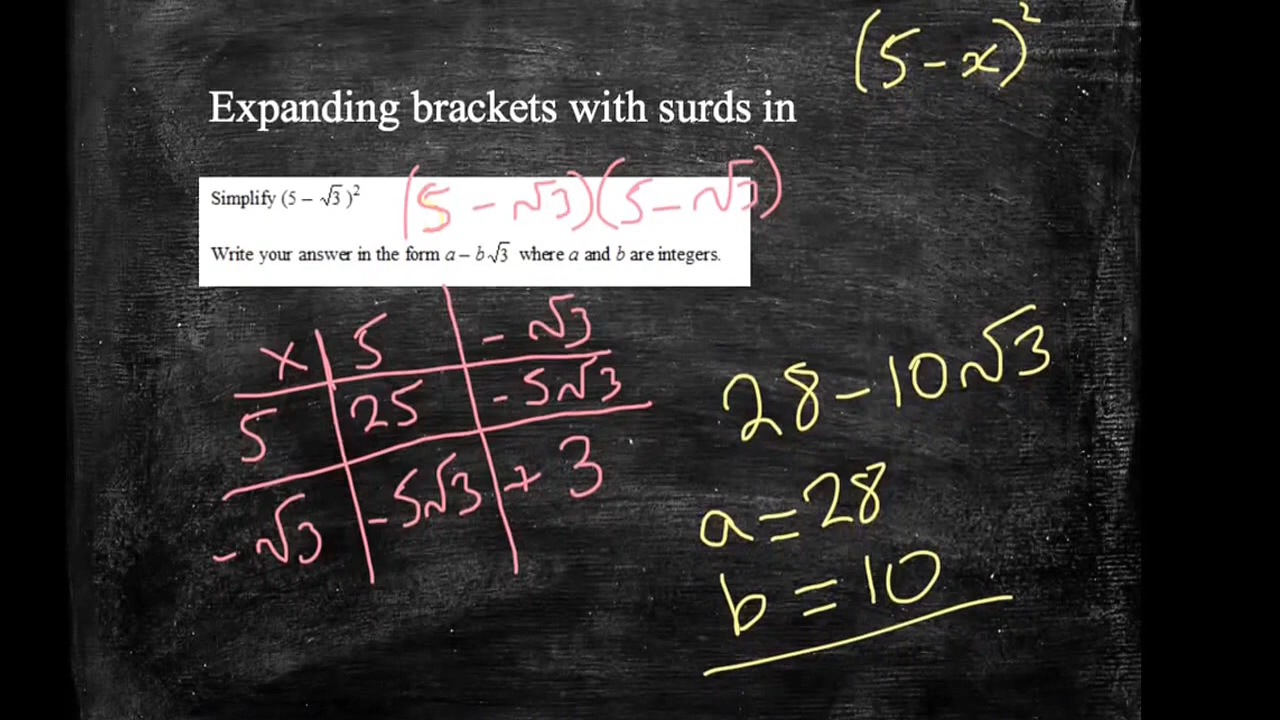 (5 - x)²
Expanding brackets with surds in
Simplify (5 – √3 )²
(5 - √3)(5 - √3)
Write your answer in the form a – b√3 where a and b are integers.
× 5 - √3
5 25 - 5√3
- √3 - 5√3 + 3
28 - 10√3
a = 28
b = 10